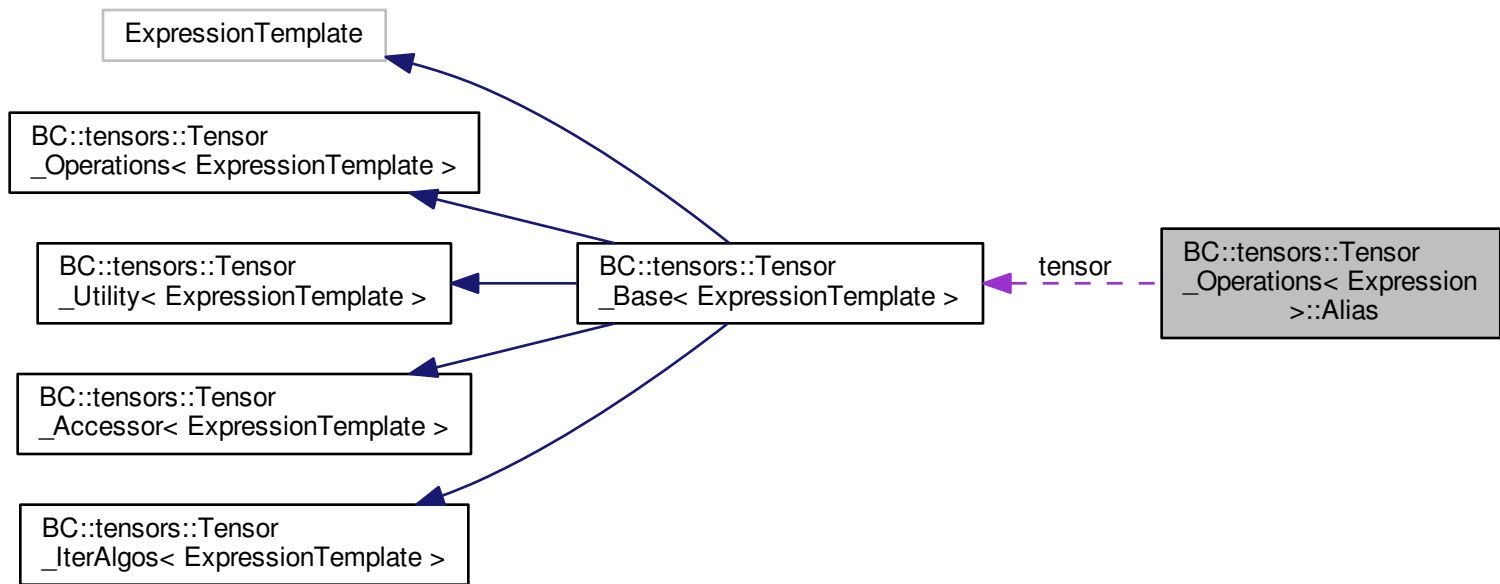 ExpressionTemplate
BC::tensors::Tensor
_Operations< ExpressionTemplate >
BC::tensors::Tensor
_Utility< ExpressionTemplate >
BC::tensors::Tensor
_Accessor< ExpressionTemplate >
BC::tensors::Tensor
_IterAlgos< ExpressionTemplate >
BC::tensors::Tensor
_Base< ExpressionTemplate >
tensor
BC::tensors::Tensor
_Operations< Expression
>::Alias